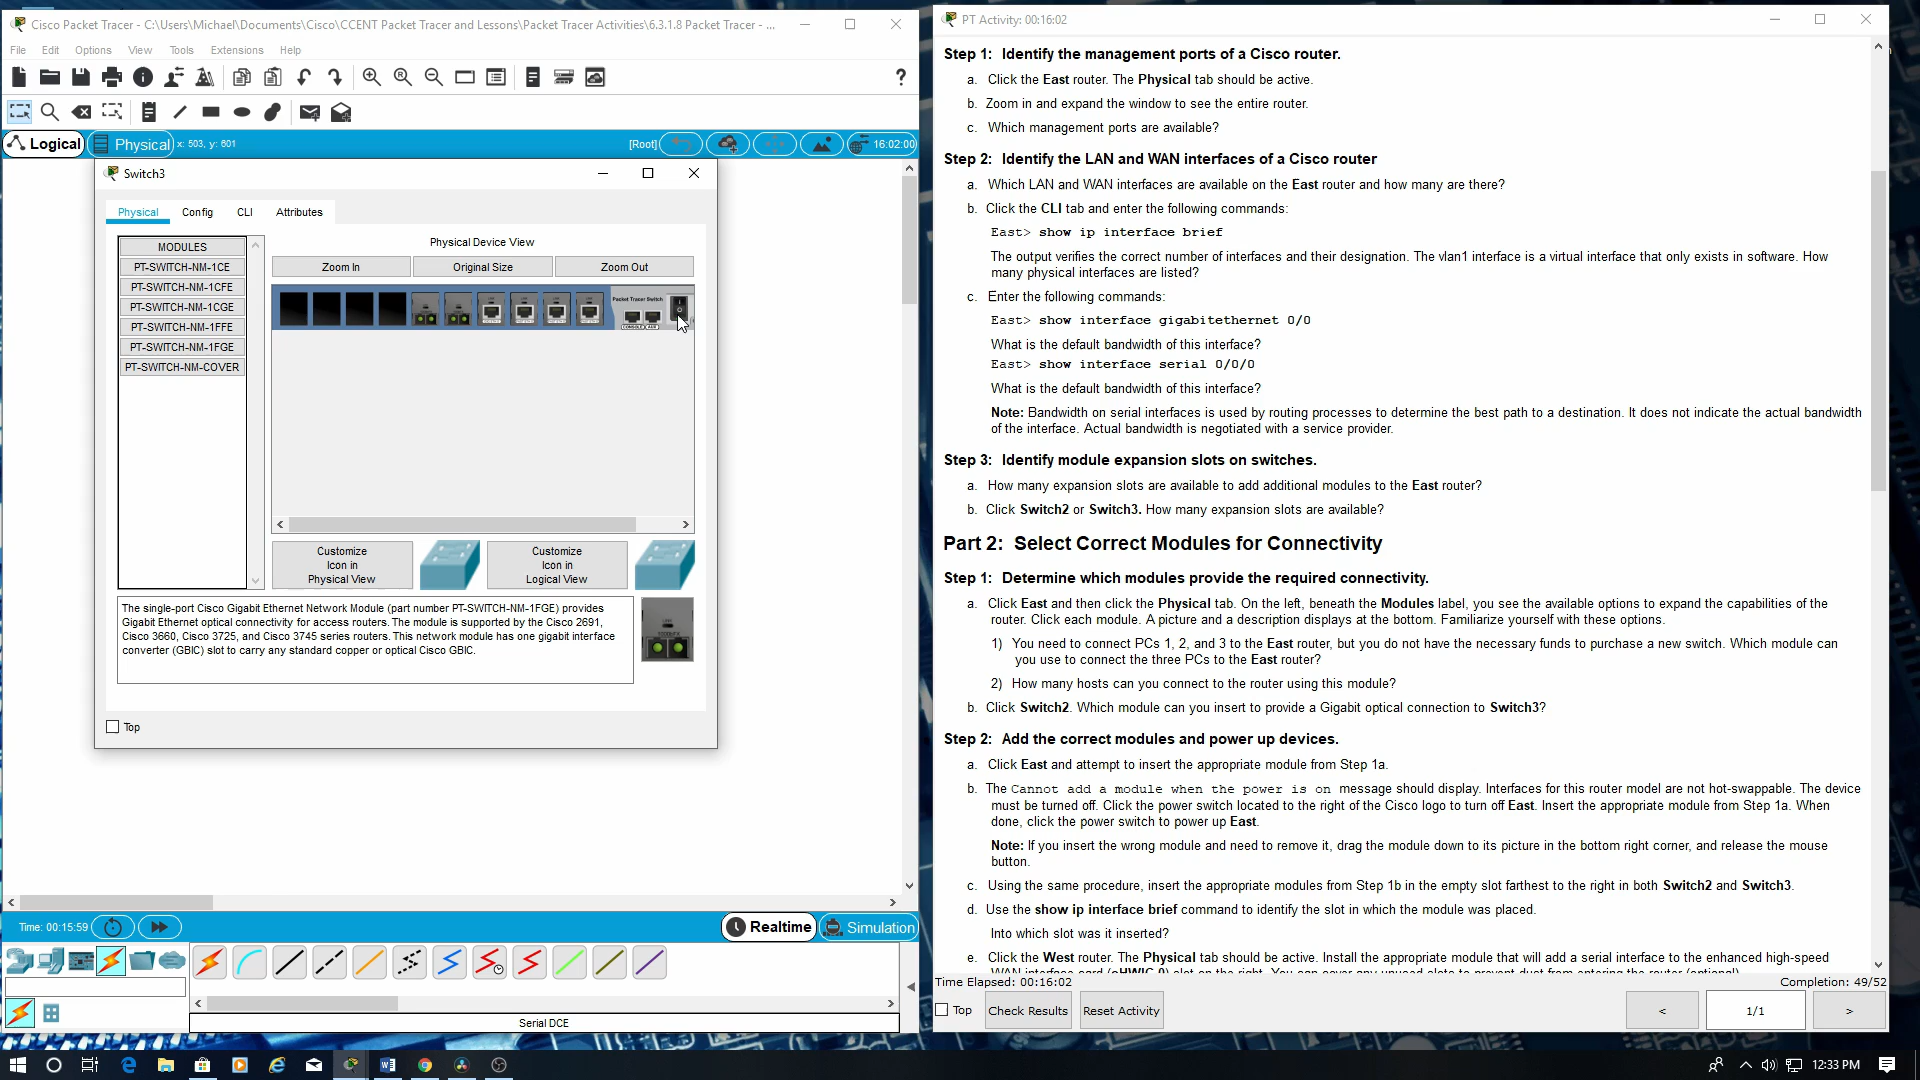 Cisco Packet Tracer - C:\Users\Michael\Documents\Cisco\CCENT Packet Tracer and Lessons\Packet Tracer Activities\6.3.1.8 Packet Tracer - ...
File Edit Options View Tools Extensions Help
?
Logical
Physical x: 503, y: 601
[Root]
16:02:00
Switch3
Physical Config CLI Attributes
MODULES
PT-SWITCH-NM-1CE
PT-SWITCH-NM-1CFE
PT-SWITCH-NM-1CGE
PT-SWITCH-NM-1FFE
PT-SWITCH-NM-1FGE
PT-SWITCH-NM-COVER
Physical Device View
Zoom In
Original Size
Zoom Out
Packet Tracer Switch
CONSOLE AUX
Customize
Icon in
Physical View
Customize
Icon in
Logical View
The single-port Cisco Gigabit Ethernet Network Module (part number PT-SWITCH-NM-1FGE) provides
Gigabit Ethernet optical connectivity for access routers. The module is supported by the Cisco 2691,
Cisco 3660, Cisco 3725, and Cisco 3745 series routers. This network module has one gigabit interface
converter (GBIC) slot to carry any standard copper or optical Cisco GBIC.
Top
Time: 00:15:59
Realtime
Simulation
Serial DCE
PT Activity: 00:16:02
Step 1: Identify the management ports of a Cisco router.
a. Click the East router. The Physical tab should be active.
b. Zoom in and expand the window to see the entire router.
c. Which management ports are available?
Step 2: Identify the LAN and WAN interfaces of a Cisco router
a. Which LAN and WAN interfaces are available on the East router and how many are there?
b. Click the CLI tab and enter the following commands:
East> show ip interface brief
The output verifies the correct number of interfaces and their designation. The vlan1 interface is a virtual interface that only exists in software. How
many physical interfaces are listed?
c. Enter the following commands:
East> show interface gigabitethernet 0/0
What is the default bandwidth of this interface?
East> show interface serial 0/0/0
What is the default bandwidth of this interface?
Note: Bandwidth on serial interfaces is used by routing processes to determine the best path to a destination. It does not indicate the actual bandwidth
of the interface. Actual bandwidth is negotiated with a service provider.
Step 3: Identify module expansion slots on switches.
a. How many expansion slots are available to add additional modules to the East router?
b. Click Switch2 or Switch3. How many expansion slots are available?
Part 2: Select Correct Modules for Connectivity
Step 1: Determine which modules provide the required connectivity.
a. Click East and then click the Physical tab. On the left, beneath the Modules label, you see the available options to expand the capabilities of the
router. Click each module. A picture and a description displays at the bottom. Familiarize yourself with these options.
1) You need to connect PCs 1, 2, and 3 to the East router, but you do not have the necessary funds to purchase a new switch. Which module can
you use to connect the three PCs to the East router?
2) How many hosts can you connect to the router using this module?
b. Click Switch2. Which module can you insert to provide a Gigabit optical connection to Switch3?
Step 2: Add the correct modules and power up devices.
a. Click East and attempt to insert the appropriate module from Step 1a.
b. The Cannot add a module when the power is on message should display. Interfaces for this router model are not hot-swappable. The device
must be turned off. Click the power switch located to the right of the Cisco logo to turn off East. Insert the appropriate module from Step 1a. When
done, click the power switch to power up East.
Note: If you insert the wrong module and need to remove it, drag the module down to its picture in the bottom right corner, and release the mouse
button.
c. Using the same procedure, insert the appropriate modules from Step 1b in the empty slot farthest to the right in both Switch2 and Switch3.
d. Use the show ip interface brief command to identify the slot in which the module was placed.
Into which slot was it inserted?
e. Click the West router. The Physical tab should be active. Install the appropriate module that will add a serial interface to the enhanced high-speed
WAN interface card (eHWIC 0) slot on the right. You can cover any unused slots to prevent dust from entering the router (optional).
Time Elapsed: 00:16:02
Completion: 49/52
Top
Check Results
Reset Activity
<
1/1
>
12:33 PM